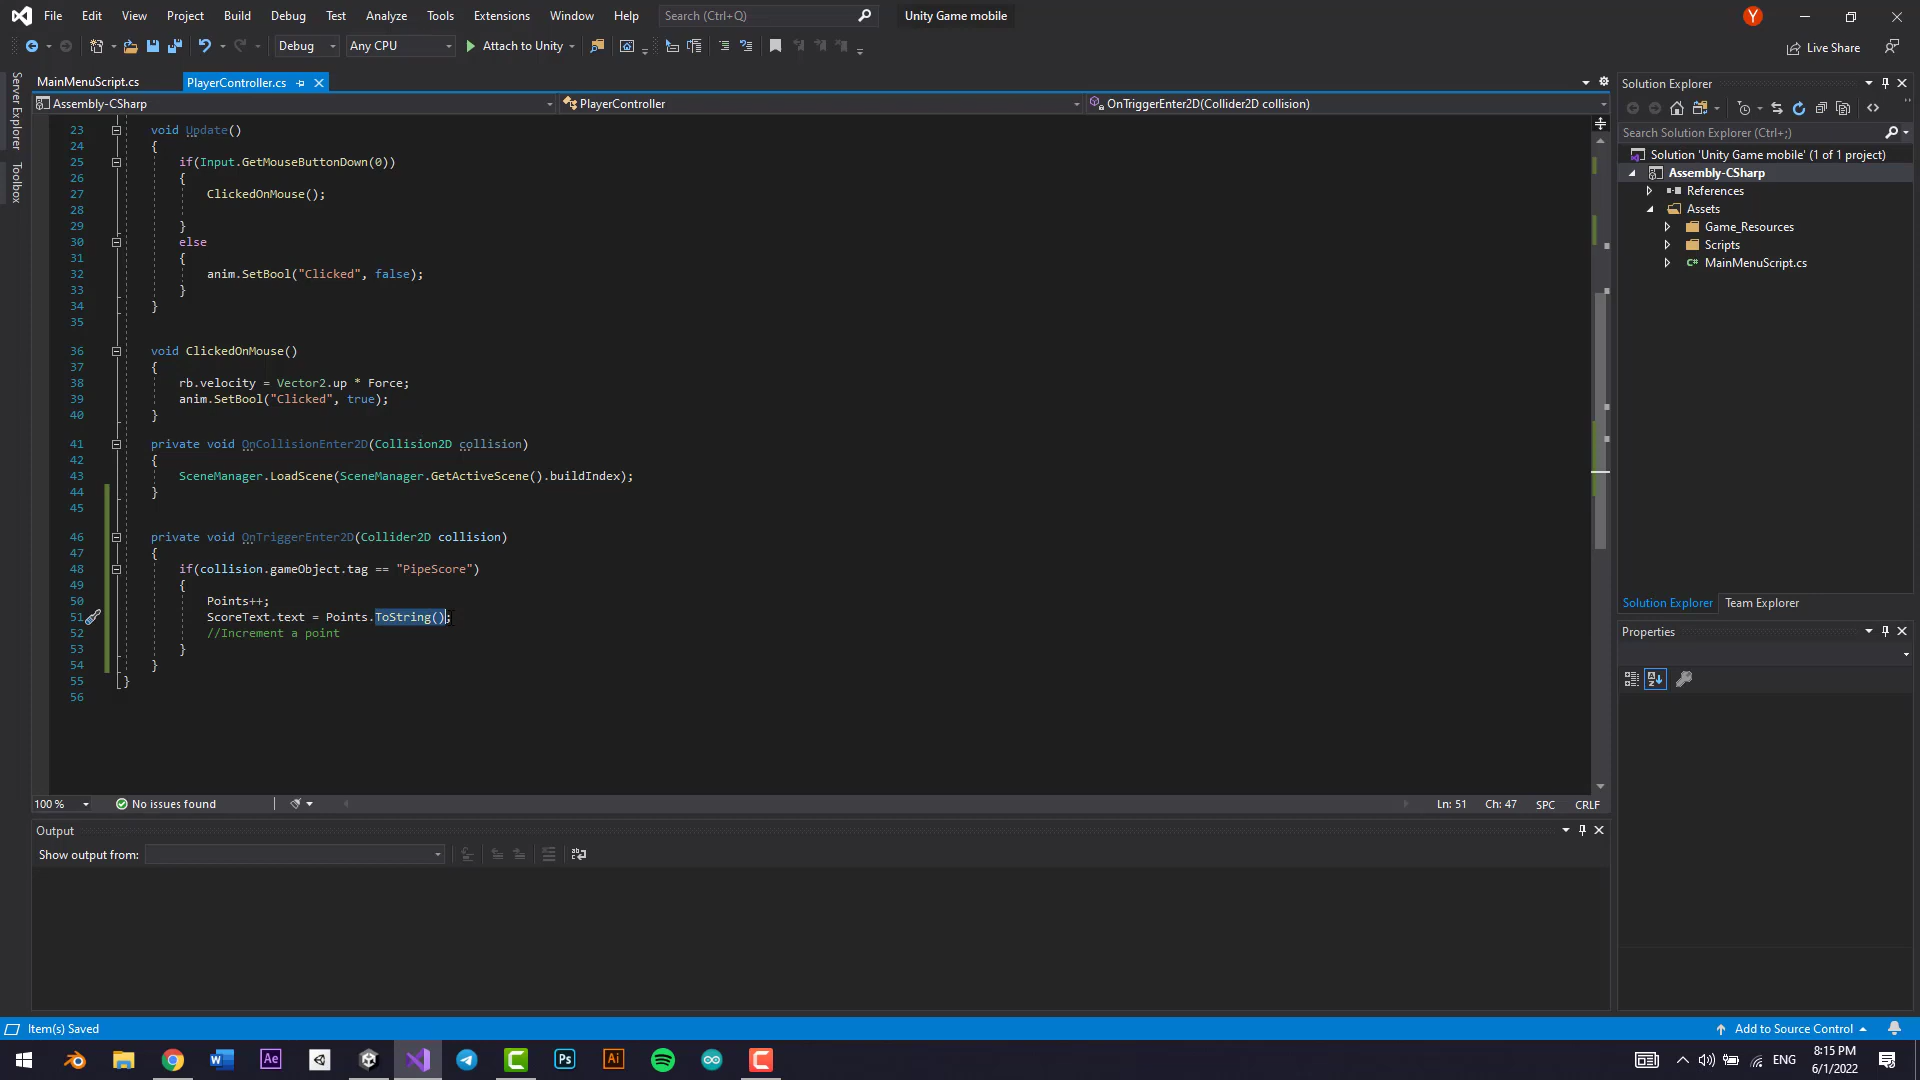 File Edit View Project Build Debug Test Analyze Tools Extensions Window Help Search (Ctrl+Q) Unity Game mobile Y
Debug Any CPU Attach to Unity Live Share
Server Explorer
Toolbox
MainMenuScript.cs PlayerController.cs
Assembly-CSharp PlayerController OnTriggerEnter2D(Collider2D collision)
23 void Update()
24 {
25 if(Input.GetMouseButtonDown(0))
26 {
27 ClickedOnMouse();
28
29 }
30 else
31 {
32 anim.SetBool("Clicked", false);
33 }
34 }
35
36 void ClickedOnMouse()
37 {
38 rb.velocity = Vector2.up * Force;
39 anim.SetBool("Clicked", true);
40 }
41 private void OnCollisionEnter2D(Collision2D collision)
42 {
43 SceneManager.LoadScene(SceneManager.GetActiveScene().buildIndex);
44 }
45
46 private void OnTriggerEnter2D(Collider2D collision)
47 {
48 if(collision.gameObject.tag == "PipeScore")
49 {
50 Points++;
51 ScoreText.text = Points.ToString();
52 //Increment a point
53 }
54 }
55 }
56
100 % No issues found Ln: 51 Ch: 47 SPC CRLF
Output
Show output from:
Solution Explorer
Search Solution Explorer (Ctrl+;)
Solution 'Unity Game mobile' (1 of 1 project)
Assembly-CSharp
References
Assets
Game_Resources
Scripts
C# MainMenuScript.cs
Solution Explorer Team Explorer
Properties
Item(s) Saved Add to Source Control
Ae Ps Ai ENG 8:15 PM
6/1/2022